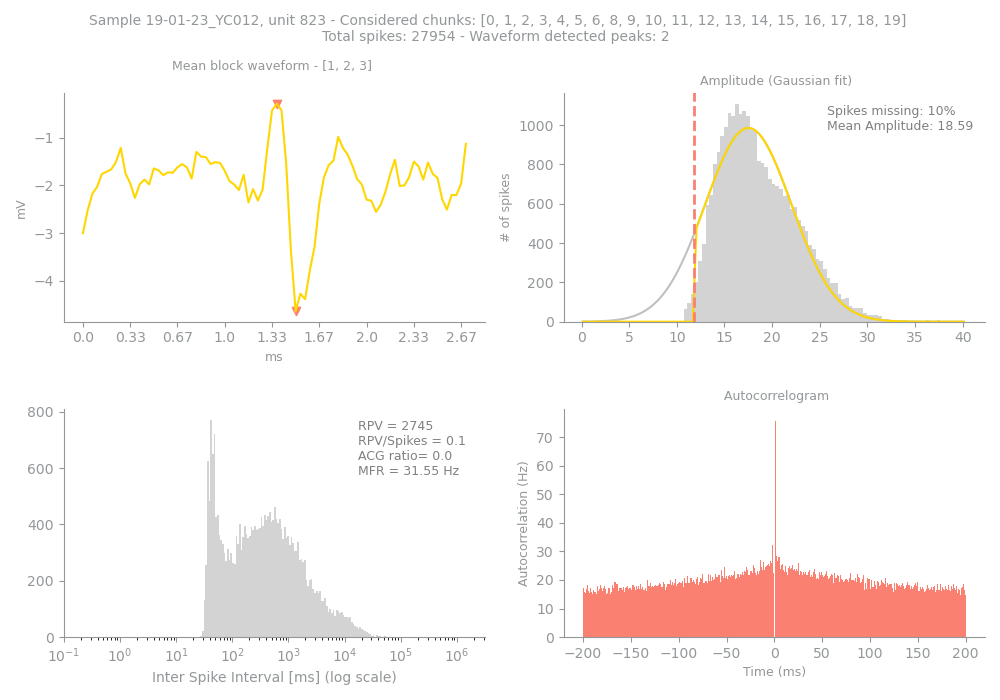 Sample 19-01-23_YC012, unit 823 - Considered chunks: [0, 1, 2, 3, 4, 5, 6, 8, 9, 10, 11, 12, 13, 14, 15, 16, 17, 18, 19]
Total spikes: 27954 - Waveform detected peaks: 2
Mean block waveform - [1, 2, 3]
mV
−1
−2
−3
−4
0.0 0.33 0.67 1.0 1.33 1.67 2.0 2.33 2.67
ms
Amplitude (Gaussian fit)
Spikes missing: 10%
Mean Amplitude: 18.59
# of spikes
1000
800
600
400
200
0
0 5 10 15 20 25 30 35 40
800
600
400
200
0
RPV = 2745
RPV/Spikes = 0.1
ACG ratio= 0.0
MFR = 31.55 Hz
10⁻¹ 10⁰ 10¹ 10² 10³ 10⁴ 10⁵ 10⁶
Inter Spike Interval [ms] (log scale)
Autocorrelogram
Autocorrelation (Hz)
70
60
50
40
30
20
10
0
−200 −150 −100 −50 0 50 100 150 200
Time (ms)